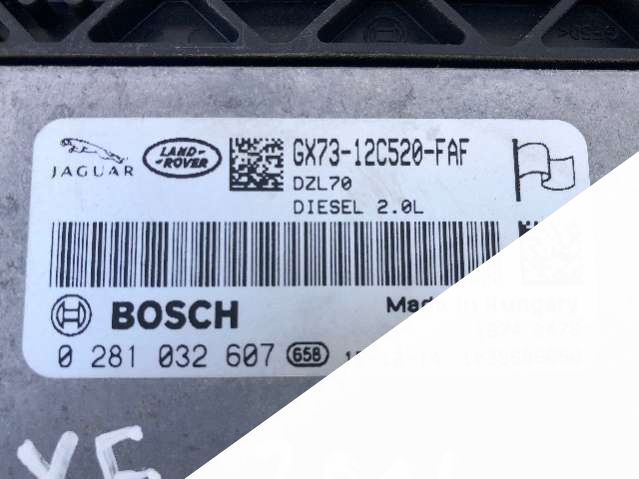 JAGUAR
LAND-
-ROVER
GX73-12C520-FAF
DZL70
DIESEL 2.0L
BOSCH
Made in Hungary
0 281 032 607 658